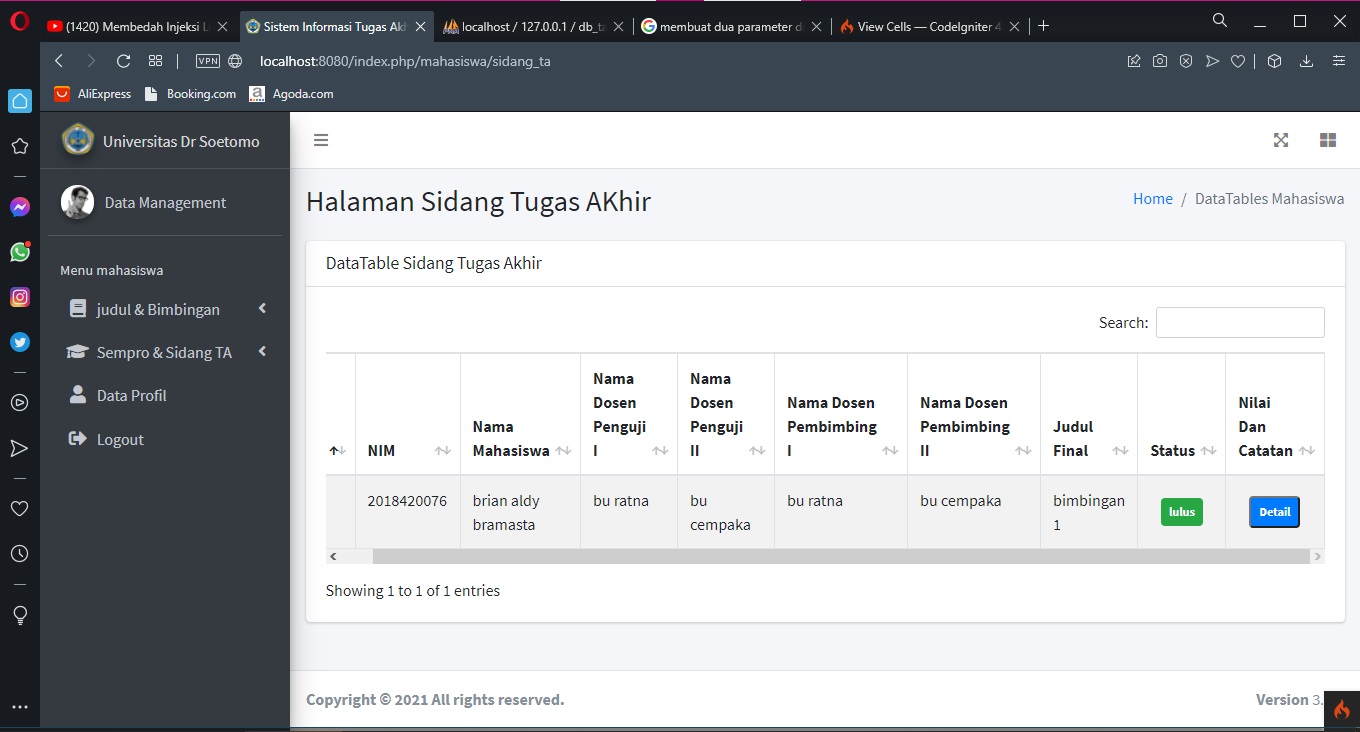 (1420) Membedah Injeksi L
Sistem Informasi Tugas Akh
localhost / 127.0.0.1 / db_ta
membuat dua parameter d
View Cells — CodeIgniter 4
VPN
localhost:8080/index.php/mahasiswa/sidang_ta
AliExpress
Booking.com
Agoda.com
Universitas Dr Soetomo
Data Management
Menu mahasiswa
judul & Bimbingan
Sempro & Sidang TA
Data Profil
Logout
Halaman Sidang Tugas AKhir
Home / DataTables Mahasiswa
DataTable Sidang Tugas Akhir
Search:
NIM
Nama
Mahasiswa
Nama
Dosen
Penguji
I
Nama
Dosen
Penguji
II
Nama Dosen
Pembimbing
I
Nama Dosen
Pembimbing
II
Judul
Final
Status
Nilai
Dan
Catatan
2018420076
brian aldy
bramasta
bu ratna
bu
cempaka
bu ratna
bu cempaka
bimbingan
1
lulus
Detail
Showing 1 to 1 of 1 entries
Copyright © 2021 All rights reserved.
Version 3.